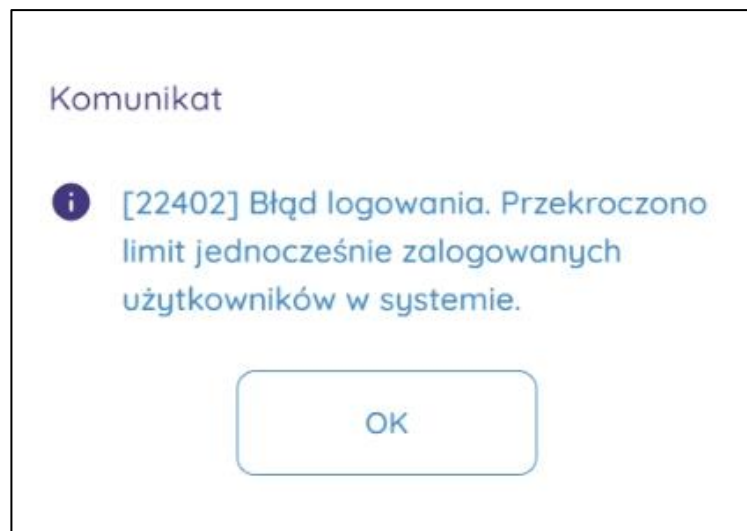 Komunikat
[22402] Błąd logowania. Przekroczono
limit jednocześnie zalogowanych
użytkowników w systemie.
OK